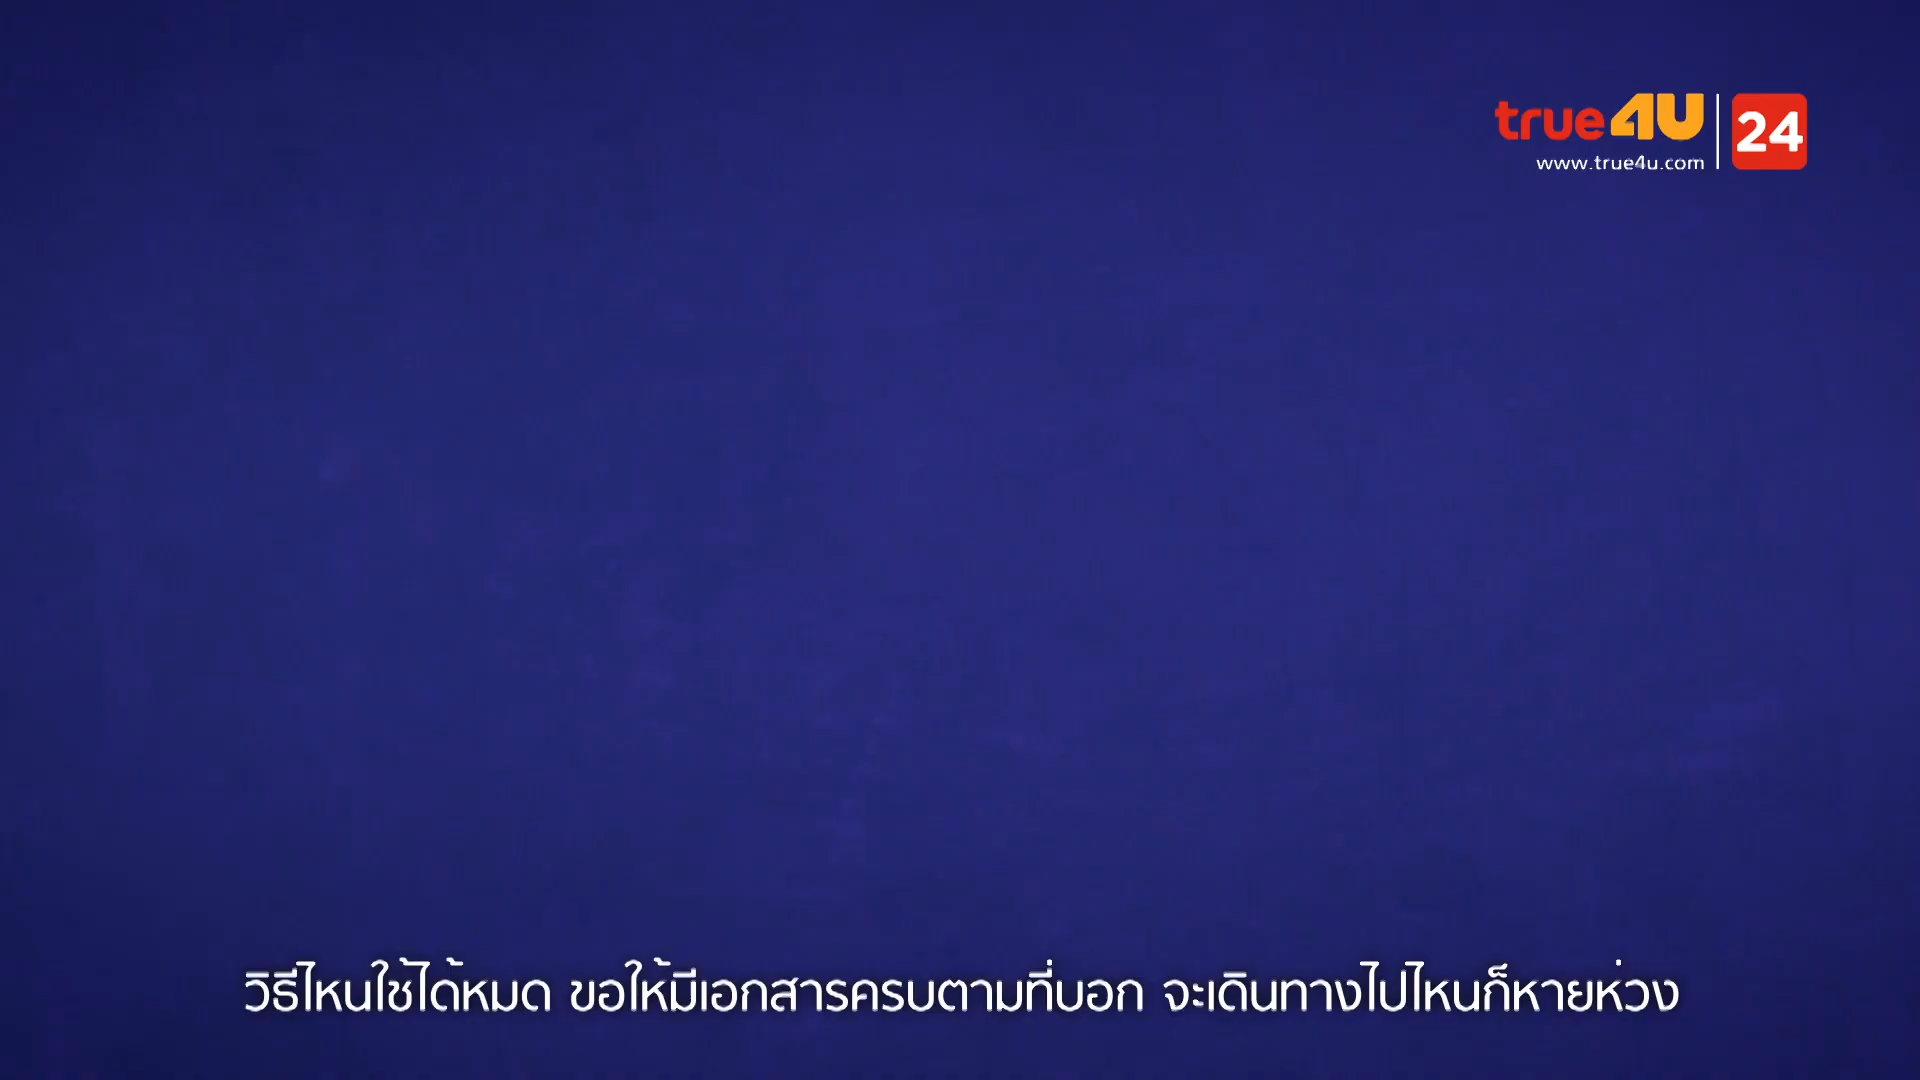 true4U
24
www.true4u.com
วิธีไหนใช้ได้หมด ขอให้มีเอกสารครบตามที่บอก จะเดินทางไปไหนก็หายห่วง